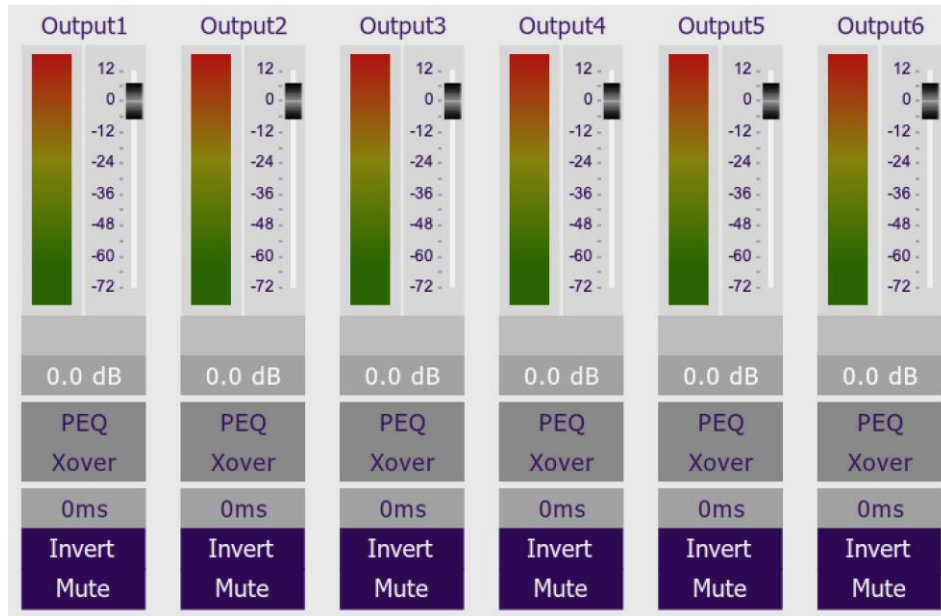 Output1 Output2 Output3 Output4 Output5 Output6
12 12 12 12 12 12
0 0 0 0 0 0
-12 -12 -12 -12 -12 -12
-24 -24 -24 -24 -24 -24
-36 -36 -36 -36 -36 -36
-48 -48 -48 -48 -48 -48
-60 -60 -60 -60 -60 -60
-72 -72 -72 -72 -72 -72
0.0 dB 0.0 dB 0.0 dB 0.0 dB 0.0 dB 0.0 dB
PEQ PEQ PEQ PEQ PEQ PEQ
Xover Xover Xover Xover Xover Xover
0ms 0ms 0ms 0ms 0ms 0ms
Invert Invert Invert Invert Invert Invert
Mute Mute Mute Mute Mute Mute